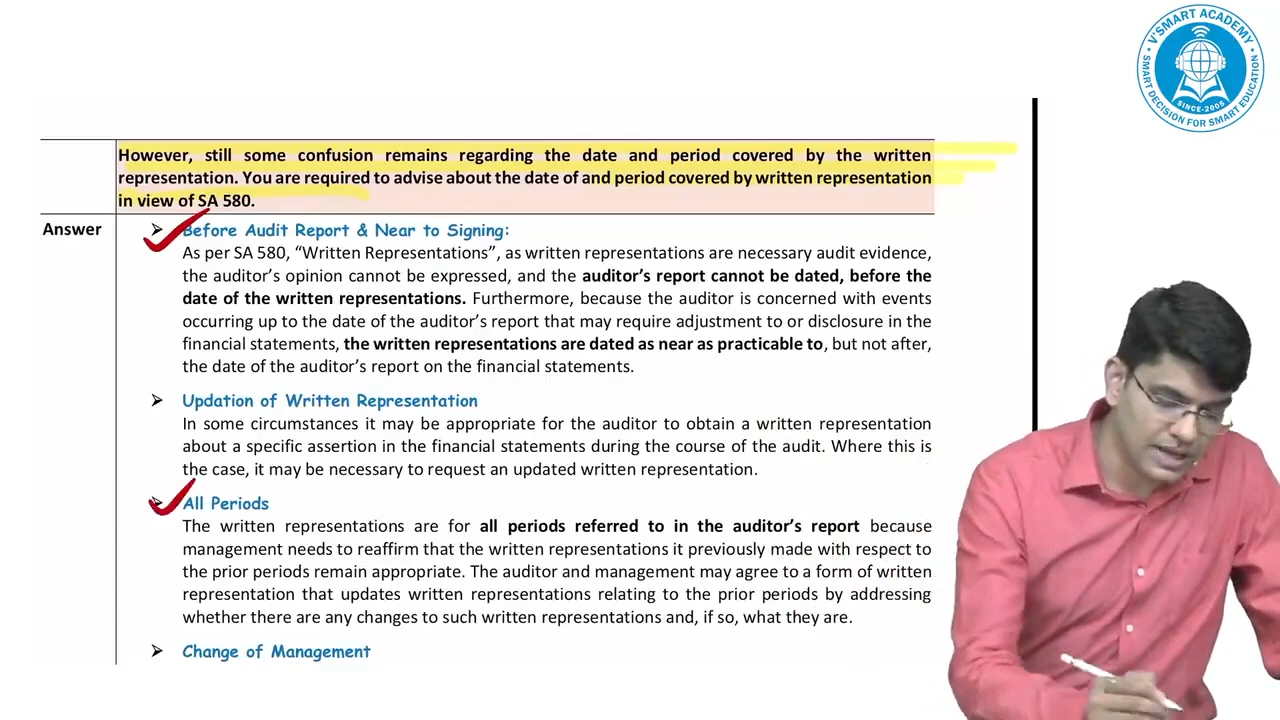 V'SMART ACADEMY
SINCE-2005
SMART DECISION FOR SMART EDUCATION
However, still some confusion remains regarding the date and period covered by the written
representation. You are required to advise about the date of and period covered by written representation
in view of SA 580.
Answer
➢ Before Audit Report & Near to Signing:
As per SA 580, “Written Representations”, as written representations are necessary audit evidence,
the auditor’s opinion cannot be expressed, and the auditor’s report cannot be dated, before the
date of the written representations. Furthermore, because the auditor is concerned with events
occurring up to the date of the auditor’s report that may require adjustment to or disclosure in the
financial statements, the written representations are dated as near as practicable to, but not after,
the date of the auditor’s report on the financial statements.
➢ Updation of Written Representation
In some circumstances it may be appropriate for the auditor to obtain a written representation
about a specific assertion in the financial statements during the course of the audit. Where this is
the case, it may be necessary to request an updated written representation.
➢ All Periods
The written representations are for all periods referred to in the auditor’s report because
management needs to reaffirm that the written representations it previously made with respect to
the prior periods remain appropriate. The auditor and management may agree to a form of written
representation that updates written representations relating to the prior periods by addressing
whether there are any changes to such written representations and, if so, what they are.
➢ Change of Management